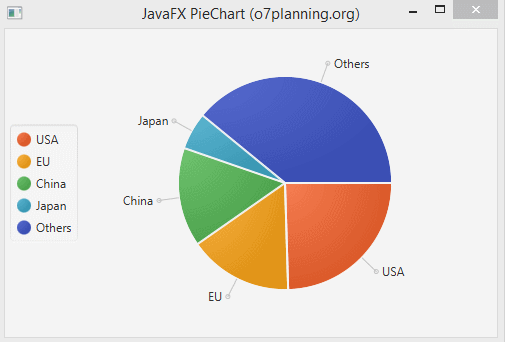 JavaFX PieChart (o7planning.org)
Others
Japan
China
EU
USA
USA
EU
China
Japan
Others